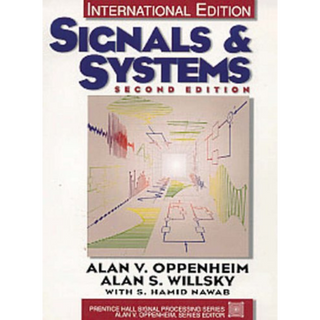 INTERNATIONAL EDITION
SIGNALS &
SYSTEMS
SECOND EDITION
ALAN V. OPPENHEIM
ALAN S. WILLSKY
WITH S. HAMID NAWAB
PRENTICE HALL SIGNAL PROCESSING SERIES
ALAN V. OPPENHEIM, SERIES EDITOR